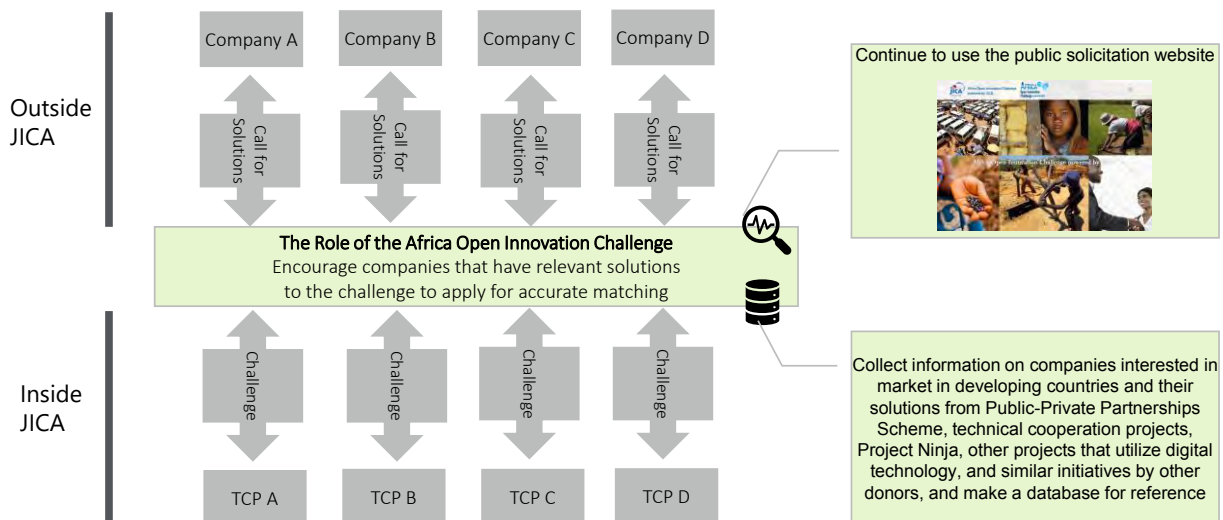 Company A
Company B
Company C
Company D
Outside
JICA
Call for
Solutions
Call for
Solutions
Call for
Solutions
Call for
Solutions
The Role of the Africa Open Innovation Challenge
Encourage companies that have relevant solutions
to the challenge to apply for accurate matching
Inside
JICA
Challenge
Challenge
Challenge
Challenge
TCP A
TCP B
TCP C
TCP D
Continue to use the public solicitation website
JICA
Collect information on companies interested in
market in developing countries and their
solutions from Public-Private Partnerships
Scheme, technical cooperation projects,
Project Ninja, other projects that utilize digital
technology, and similar initiatives by other
donors, and make a database for reference